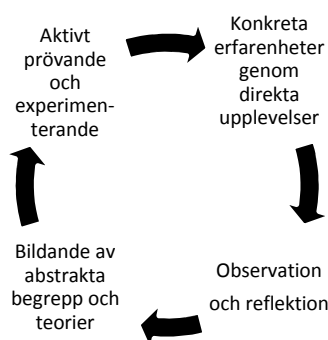 Aktivt
prövande
och
experimen-
terande
Konkreta
erfarenheter
genom
direkta
upplevelser
Observation
och reflektion
Bildande av
abstrakta
begrepp och
teorier